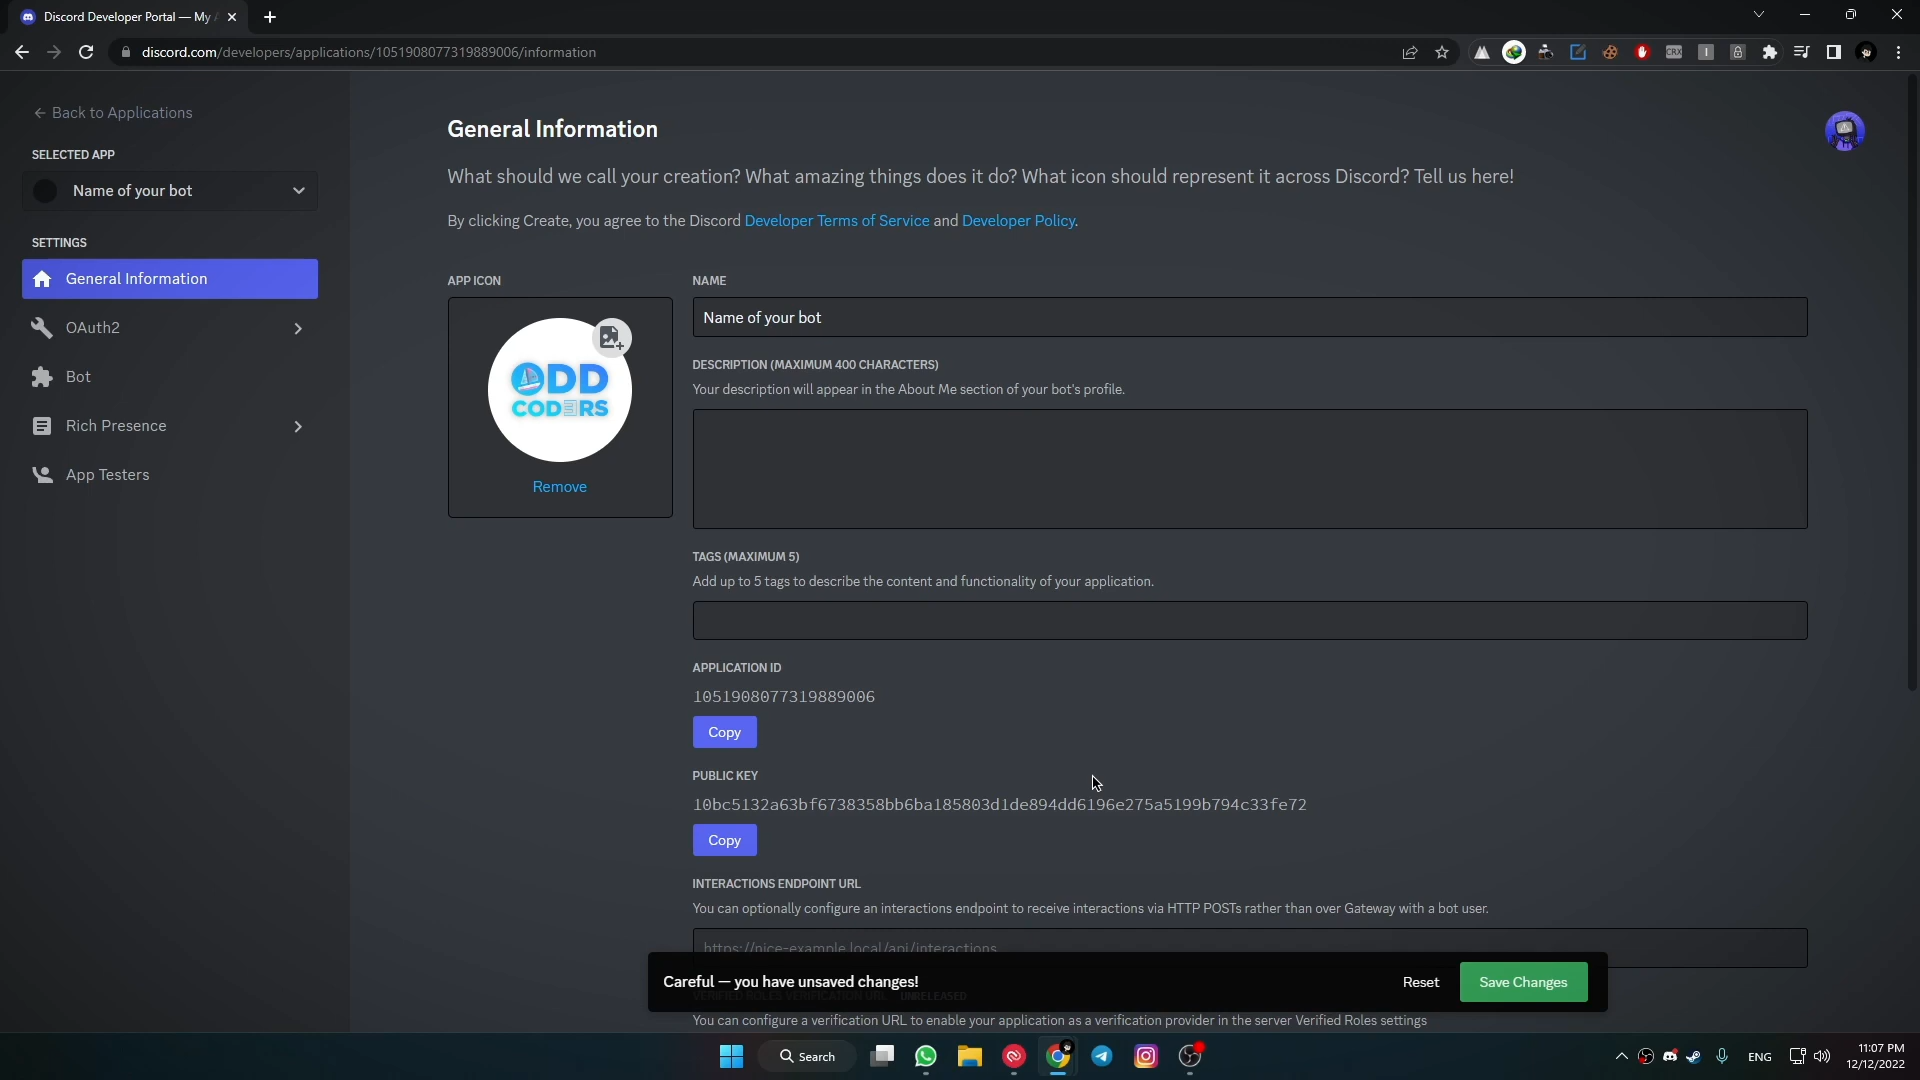 Discord Developer Portal — My A
discord.com/developers/applications/1051908077319889006/information
Back to Applications
SELECTED APP
Name of your bot
SETTINGS
General Information
OAuth2
Bot
Rich Presence
App Testers
General Information
What should we call your creation? What amazing things does it do? What icon should represent it across Discord? Tell us here!
By clicking Create, you agree to the Discord Developer Terms of Service and Developer Policy.
APP ICON
ODD
CODERS
Remove
NAME
Name of your bot
DESCRIPTION (MAXIMUM 400 CHARACTERS)
Your description will appear in the About Me section of your bot's profile.
TAGS (MAXIMUM 5)
Add up to 5 tags to describe the content and functionality of your application.
APPLICATION ID
1051908077319889006
Copy
PUBLIC KEY
10bc5132a63bf6738358bb6ba185803d1de894dd6196e275a5199b794c33fe72
Copy
INTERACTIONS ENDPOINT URL
You can optionally configure an interactions endpoint to receive interactions via HTTP POSTs rather than over Gateway with a bot user.
https://nice-example.local/api/interactions
Careful — you have unsaved changes!
Reset
Save Changes
UNRELEASED
You can configure a verification URL to enable your application as a verification provider in the server Verified Roles settings
Search
CRX
ENG
11:07 PM
12/12/2022